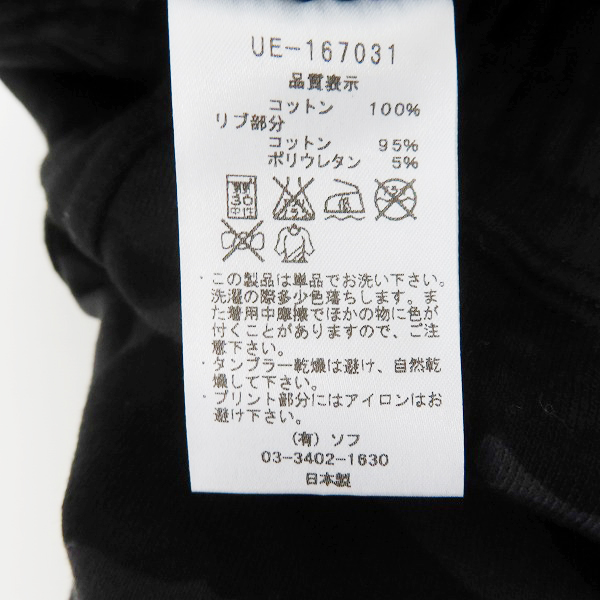 UE-167031
品質表示
コットン 100%
リブ部分
コットン 95%
ポリウレタン 5%
30
中性
低
・この製品は単品でお洗い下さい。
洗濯の際多少色落ちします。ま
た着用中摩擦でほかの物に色が
付くことがありますので、ご注
意下さい。
・タンブラー乾燥は避け、自然乾
燥して下さい。
・プリント部分にはアイロンはお
避け下さい。
(有) ソフ
03-3402-1630
日本製